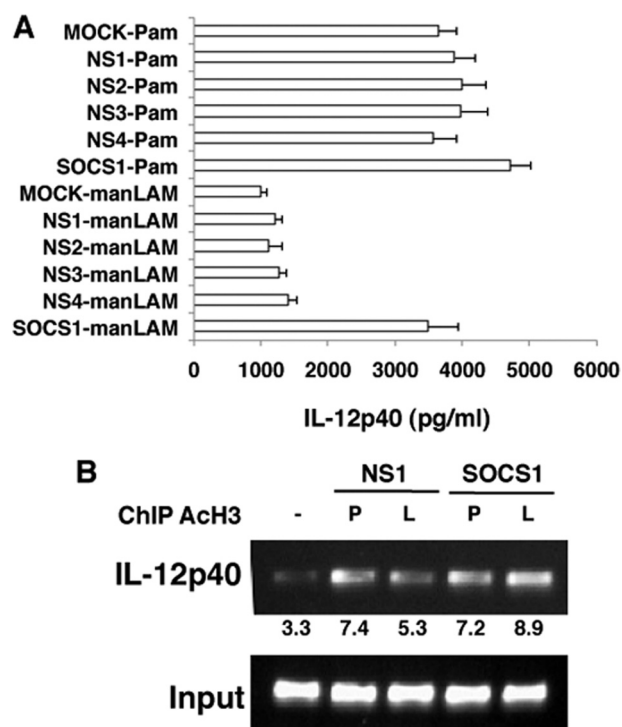 A
MOCK-Pam
NS1-Pam
NS2-Pam
NS3-Pam
NS4-Pam
SOCS1-Pam
MOCK-manLAM
NS1-manLAM
NS2-manLAM
NS3-manLAM
NS4-manLAM
SOCS1-manLAM
0 1000 2000 3000 4000 5000 6000
IL-12p40 (pg/ml)
B
NS1 SOCS1
ChIP AcH3 - P L P L
IL-12p40
3.3 7.4 5.3 7.2 8.9
Input